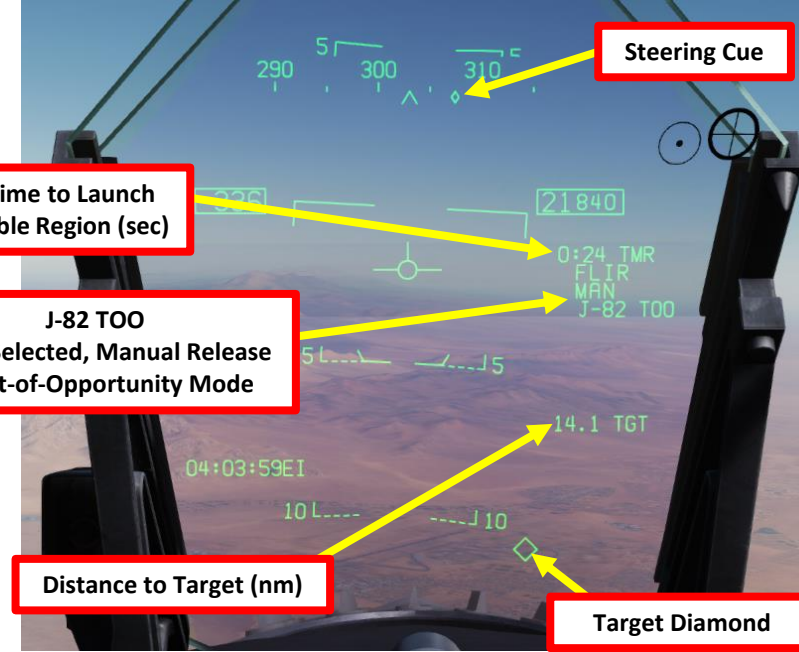 Steering Cue
5
290 300 310
ime to Launch
ble Region (sec)
21840
0:24 TMR
FLIR
MAN
J-82 TOO
J-82 TOO
elected, Manual Release
t-of-Opportunity Mode
5 5
14.1 TGT
04:03:59EI
10 10
Distance to Target (nm)
Target Diamond